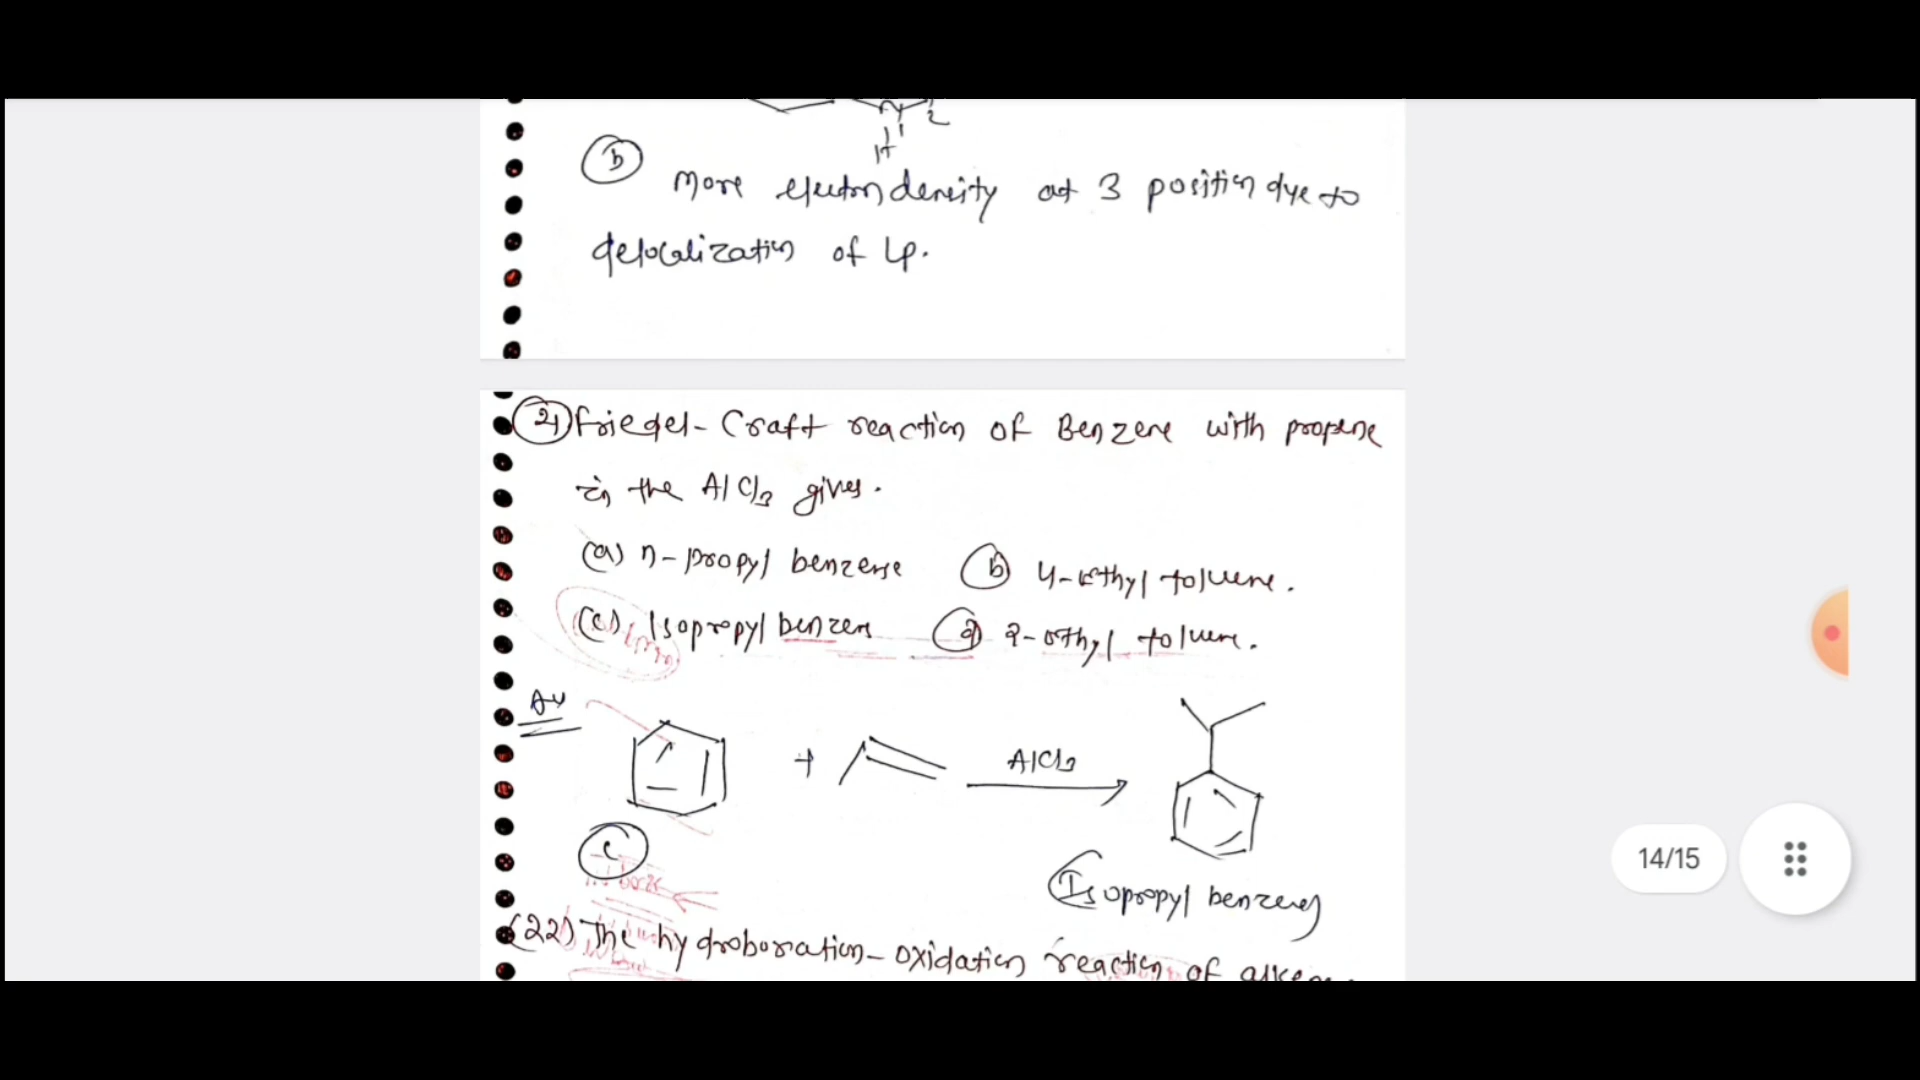 H
(b)
more electron density at 3 position due to
delocalization of Lp.
(21) Friedel-Craft reaction of Benzene with propene
in the AlCl3 gives.
(a) n-propyl benzene (b) 4-ethyl toluene.
(c) Isopropyl benzene (d) 2-ethyl toluene.
Ans
+ AlCl3
(c)
Isopropyl benzene
14/15
(22) The hydroboration-oxidation reaction of alkene